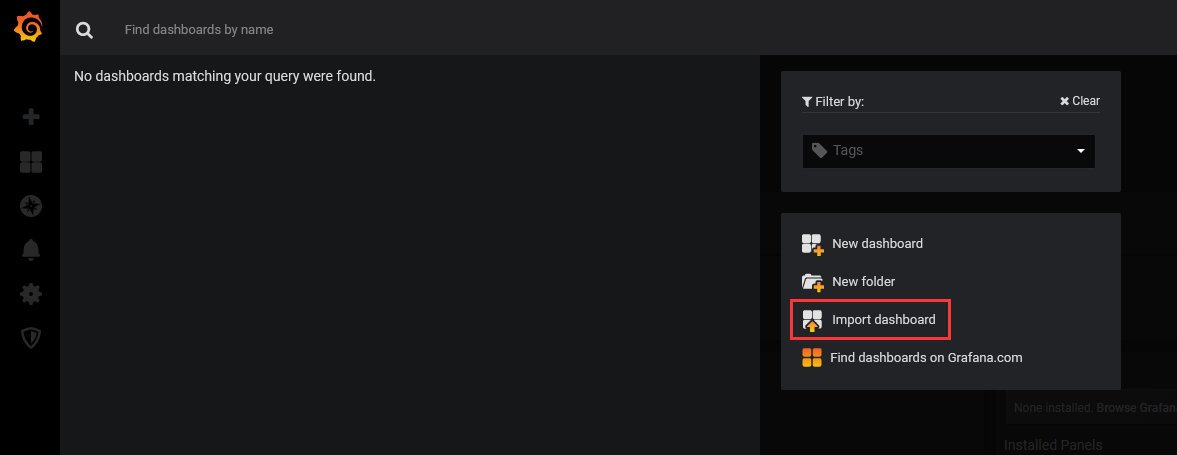 Find dashboards by name
No dashboards matching your query were found.
Filter by:
Clear
Tags
New dashboard
New folder
Import dashboard
Find dashboards on Grafana.com
None installed. Browse Grafan
Installed Panels